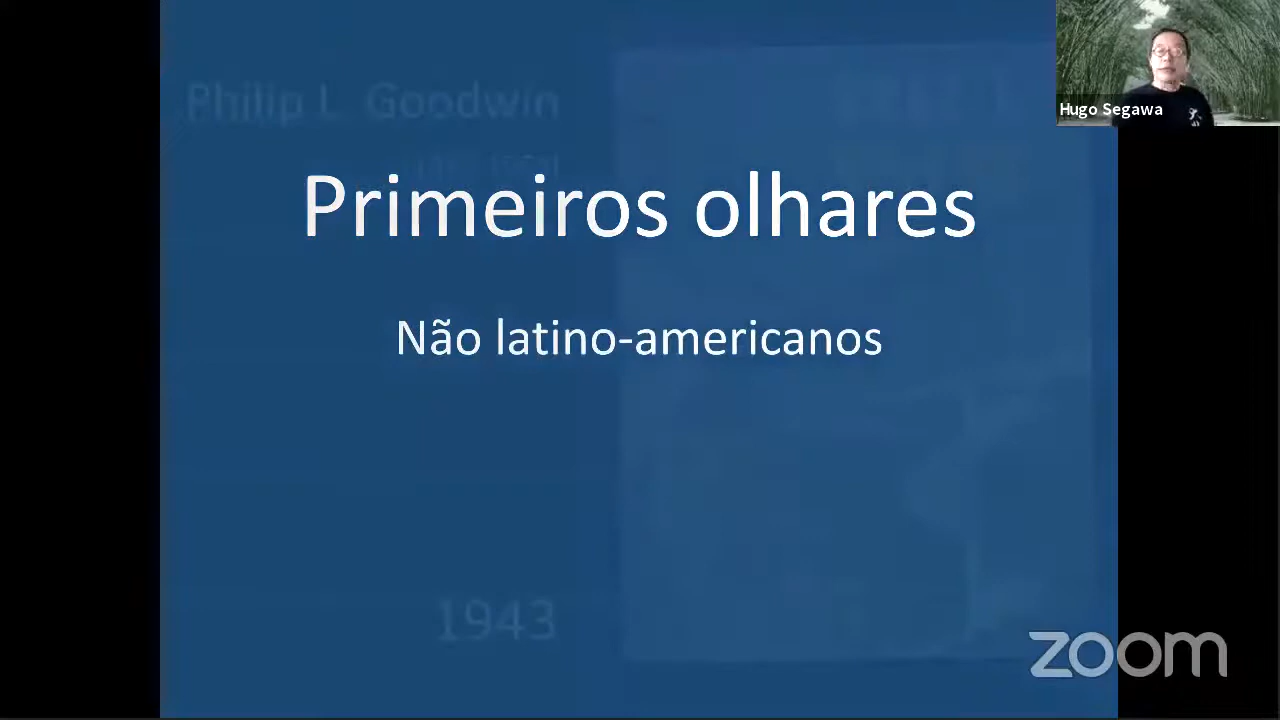 Philip L. Goodwin
Hugo Segawa
Primeiros olhares
Não latino-americanos
1943
zoom